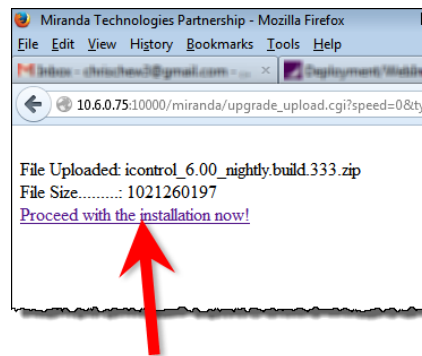 Miranda Technologies Partnership - Mozilla Firefox
File Edit View History Bookmarks Tools Help
10.6.0.75:10000/miranda/upgrade_upload.cgi?speed=0&ty
File Uploaded: icontrol_6.00_nightly.build.333.zip
File Size.........: 1021260197
Proceed with the installation now!